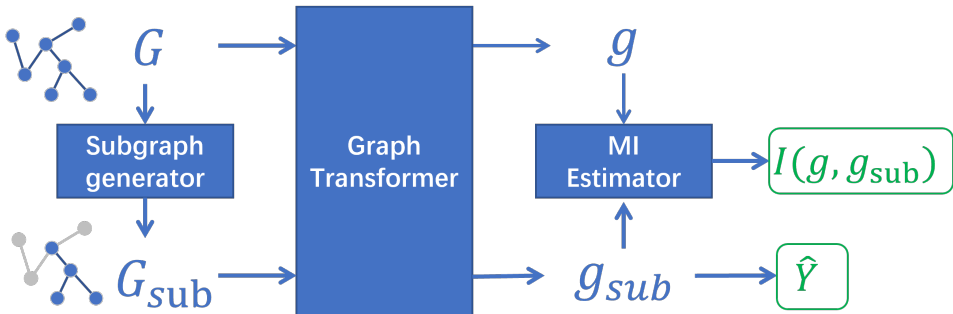 G
g
Subgraph
generator
Graph
Transformer
MI
Estimator
I(g, g_sub)
G_sub
g_sub
Ŷ